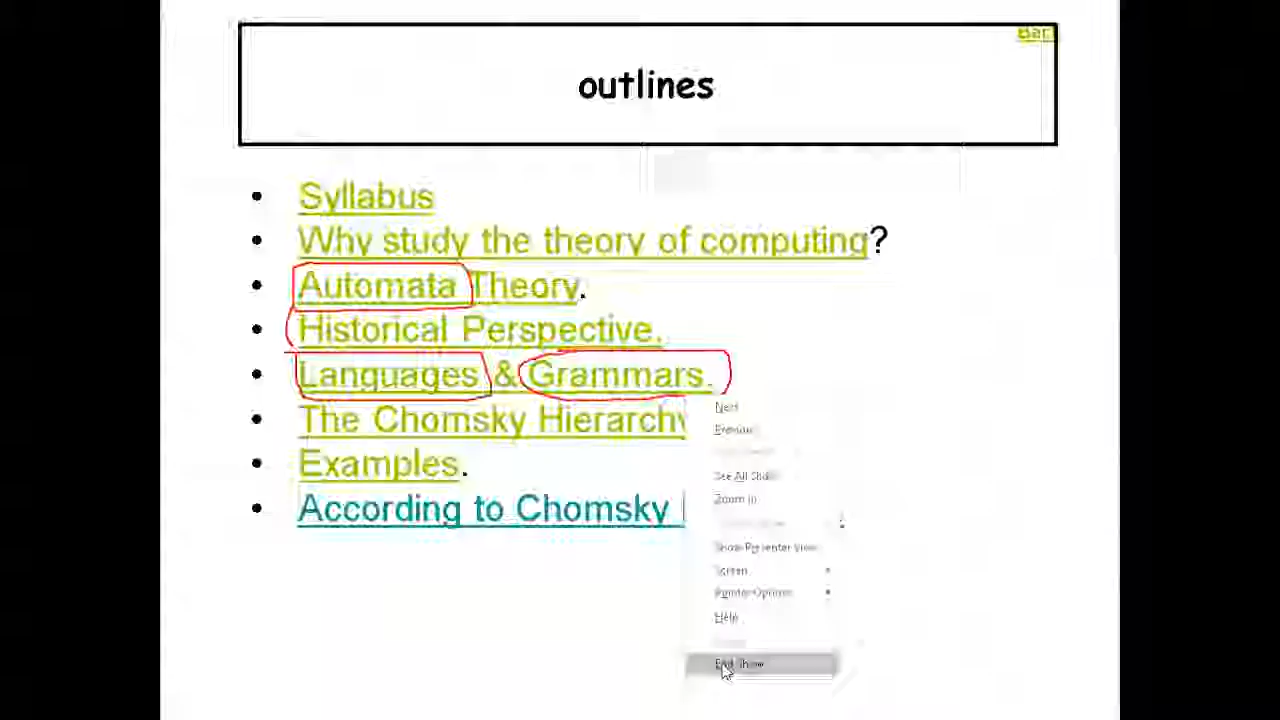 outlines
• Syllabus
• Why study the theory of computing?
• Automata Theory.
• Historical Perspective.
• Languages & Grammars.
• The Chomsky Hierarchy
• Examples.
• According to Chomsky
Next
Previous
See All Slides
Zoom In
Show Presenter View
Screen
Pointer Options
Help
End Show